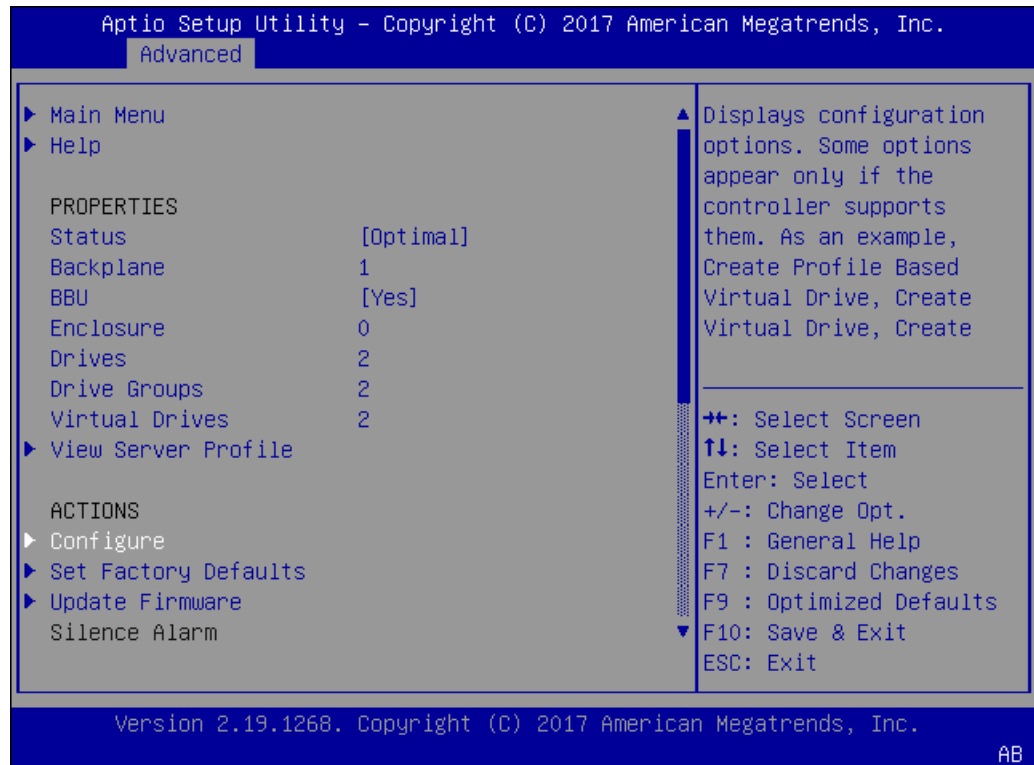 Aptio Setup Utility – Copyright (C) 2017 American Megatrends, Inc.
Advanced
Main Menu
Help
PROPERTIES
Status [Optimal]
Backplane 1
BBU [Yes]
Enclosure 0
Drives 2
Drive Groups 2
Virtual Drives 2
View Server Profile
ACTIONS
Configure
Set Factory Defaults
Update Firmware
Silence Alarm
Displays configuration
options. Some options
appear only if the
controller supports
them. As an example,
Create Profile Based
Virtual Drive, Create
Virtual Drive, Create
→←: Select Screen
↑↓: Select Item
Enter: Select
+/-: Change Opt.
F1 : General Help
F7 : Discard Changes
F9 : Optimized Defaults
F10: Save & Exit
ESC: Exit
Version 2.19.1268. Copyright (C) 2017 American Megatrends, Inc.
AB